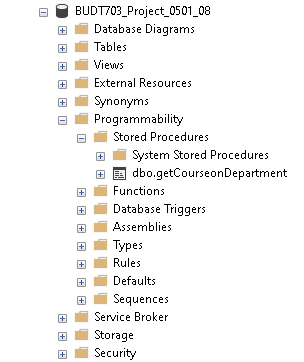 BUDT703_Project_0501_08
Database Diagrams
Tables
Views
External Resources
Synonyms
Programmability
Stored Procedures
System Stored Procedures
dbo.getCourseonDepartment
Functions
Database Triggers
Assemblies
Types
Rules
Defaults
Sequences
Service Broker
Storage
Security